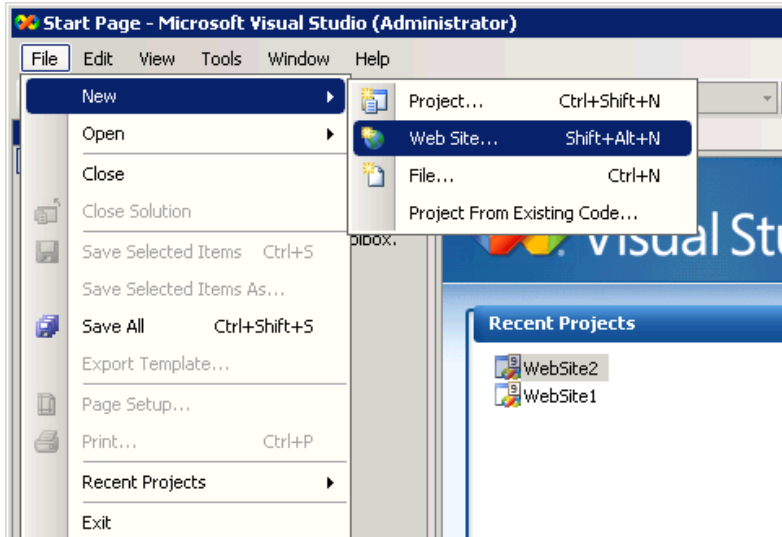 Start Page - Microsoft Visual Studio (Administrator)
File Edit View Tools Window Help
New
Open
Close
Close Solution
Save Selected Items Ctrl+S
Save Selected Items As...
Save All Ctrl+Shift+S
Export Template...
Page Setup...
Print... Ctrl+P
Recent Projects
Exit
Project... Ctrl+Shift+N
Web Site... Shift+Alt+N
File... Ctrl+N
Project From Existing Code...
Visual
Recent Projects
WebSite2
WebSite1